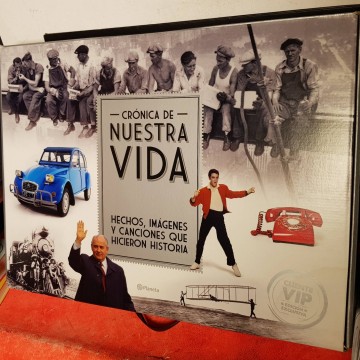 CRÓNICA DE
NUESTRA
VIDA
HECHOS, IMÁGENES
Y CANCIONES QUE
HICIERON HISTORIA
Planeta
VIP